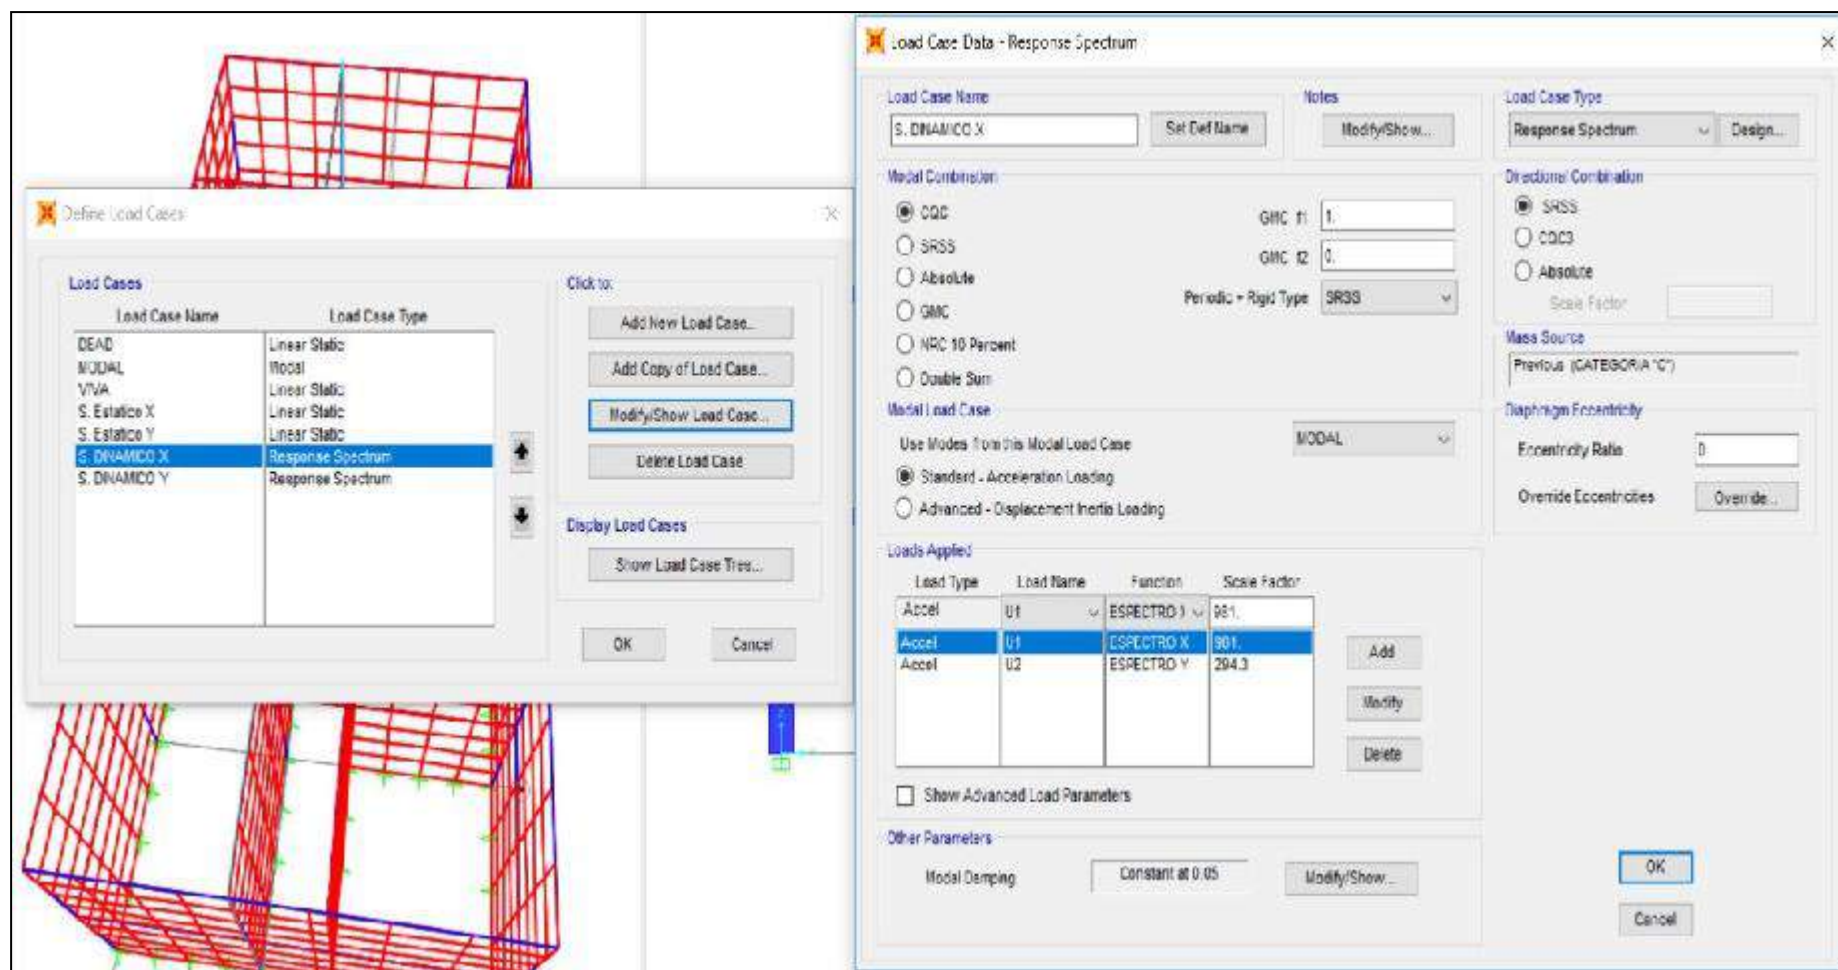 Define Load Cases
Load Cases
Load Case Name Load Case Type
DEAD Linear Static
MODAL Modal
VIVA Linear Static
S. Estatico X Linear Static
S. Estatico Y Linear Static
S. DINAMICO X Response Spectrum
S. DINAMICO Y Response Spectrum
Click to:
Add New Load Case...
Add Copy of Load Case...
Modify/Show Load Case...
Delete Load Case
Display Load Cases
Show Load Case Tree...
OK Cancel
Load Case Data - Response Spectrum
Load Case Name
S. DINAMICO X Set Def Name
Notes
Modify/Show...
Load Case Type
Response Spectrum Design...
Modal Combination
CQC
SRSS
Absolute
GMC
NRC 10 Percent
Double Sum
GMC f1 1.
GMC f2 0.
Periodic + Rigid Type SRSS
Directional Combination
SRSS
CQC3
Absolute
Scale Factor
Mass Source
Previous (CATEGORIA "C")
Modal Load Case
Use Modes from this Modal Load Case MODAL
Standard - Acceleration Loading
Advanced - Displacement Inertia Loading
Diaphragm Eccentricity
Eccentricity Ratio 0
Override Eccentricities Override...
Loads Applied
Load Type Load Name Function Scale Factor
Accel U1 ESPECTRO 981.
Accel U1 ESPECTRO X 981.
Accel U2 ESPECTRO Y 294.3
Add
Modify
Delete
Show Advanced Load Parameters
Other Parameters
Modal Damping Constant at 0.05 Modify/Show...
OK
Cancel